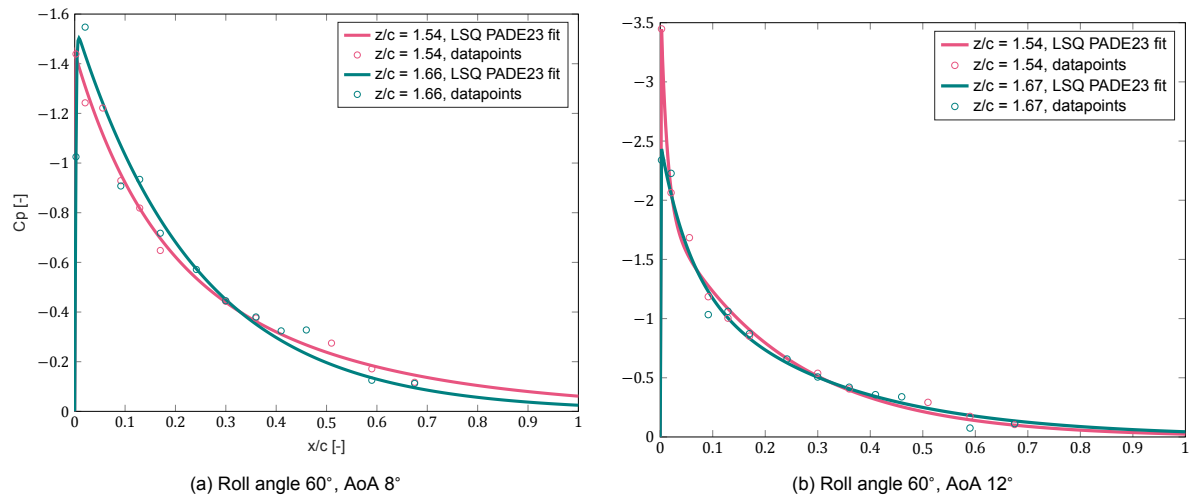 −1.6
−1.4
−1.2
−1
−0.8
−0.6
−0.4
−0.2
0
Cp [-]
z/c = 1.54, LSQ PADE23 fit
z/c = 1.54, datapoints
z/c = 1.66, LSQ PADE23 fit
z/c = 1.66, datapoints
0 0.1 0.2 0.3 0.4 0.5 0.6 0.7 0.8 0.9 1
x/c [-]
(a) Roll angle 60°, AoA 8°
−3.5
−3
−2.5
−2
−1.5
−1
−0.5
0
z/c = 1.54, LSQ PADE23 fit
z/c = 1.54, datapoints
z/c = 1.67, LSQ PADE23 fit
z/c = 1.67, datapoints
0 0.1 0.2 0.3 0.4 0.5 0.6 0.7 0.8 0.9 1
(b) Roll angle 60°, AoA 12°